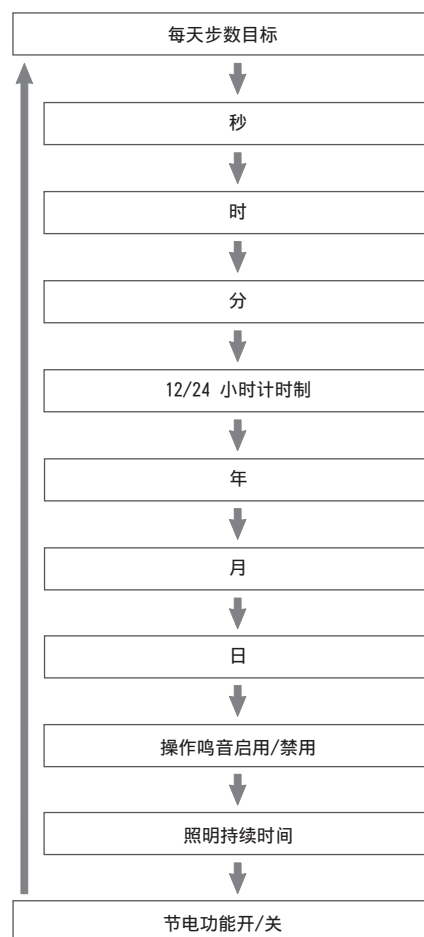 每天步数目标
秒
时
分
12/24 小时计时制
年
月
日
操作鸣音启用/禁用
照明持续时间
节电功能开/关